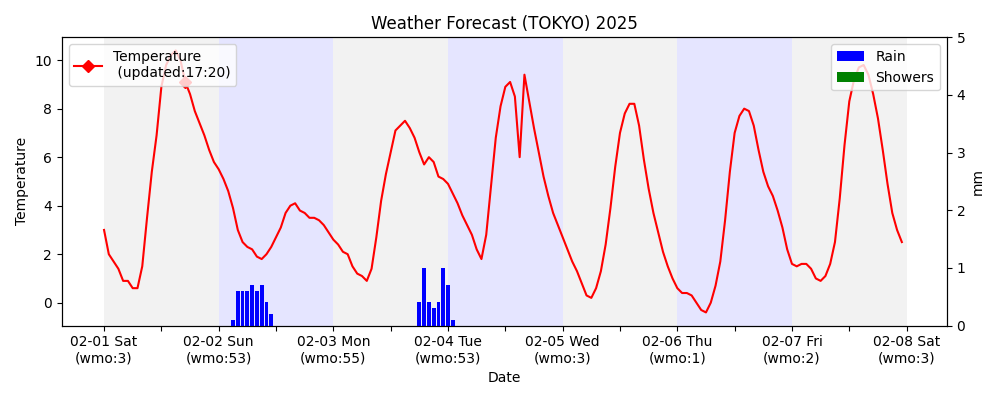 Weather Forecast (TOKYO) 2025
Temperature
(updated:17:20)
Rain
Showers
Temperature
10
8
6
4
2
0
5
4
3
2
1
0
mm
02-01 Sat
(wmo:3)
02-02 Sun
(wmo:53)
02-03 Mon
(wmo:55)
02-04 Tue
(wmo:53)
02-05 Wed
(wmo:3)
02-06 Thu
(wmo:1)
02-07 Fri
(wmo:2)
02-08 Sat
(wmo:3)
Date